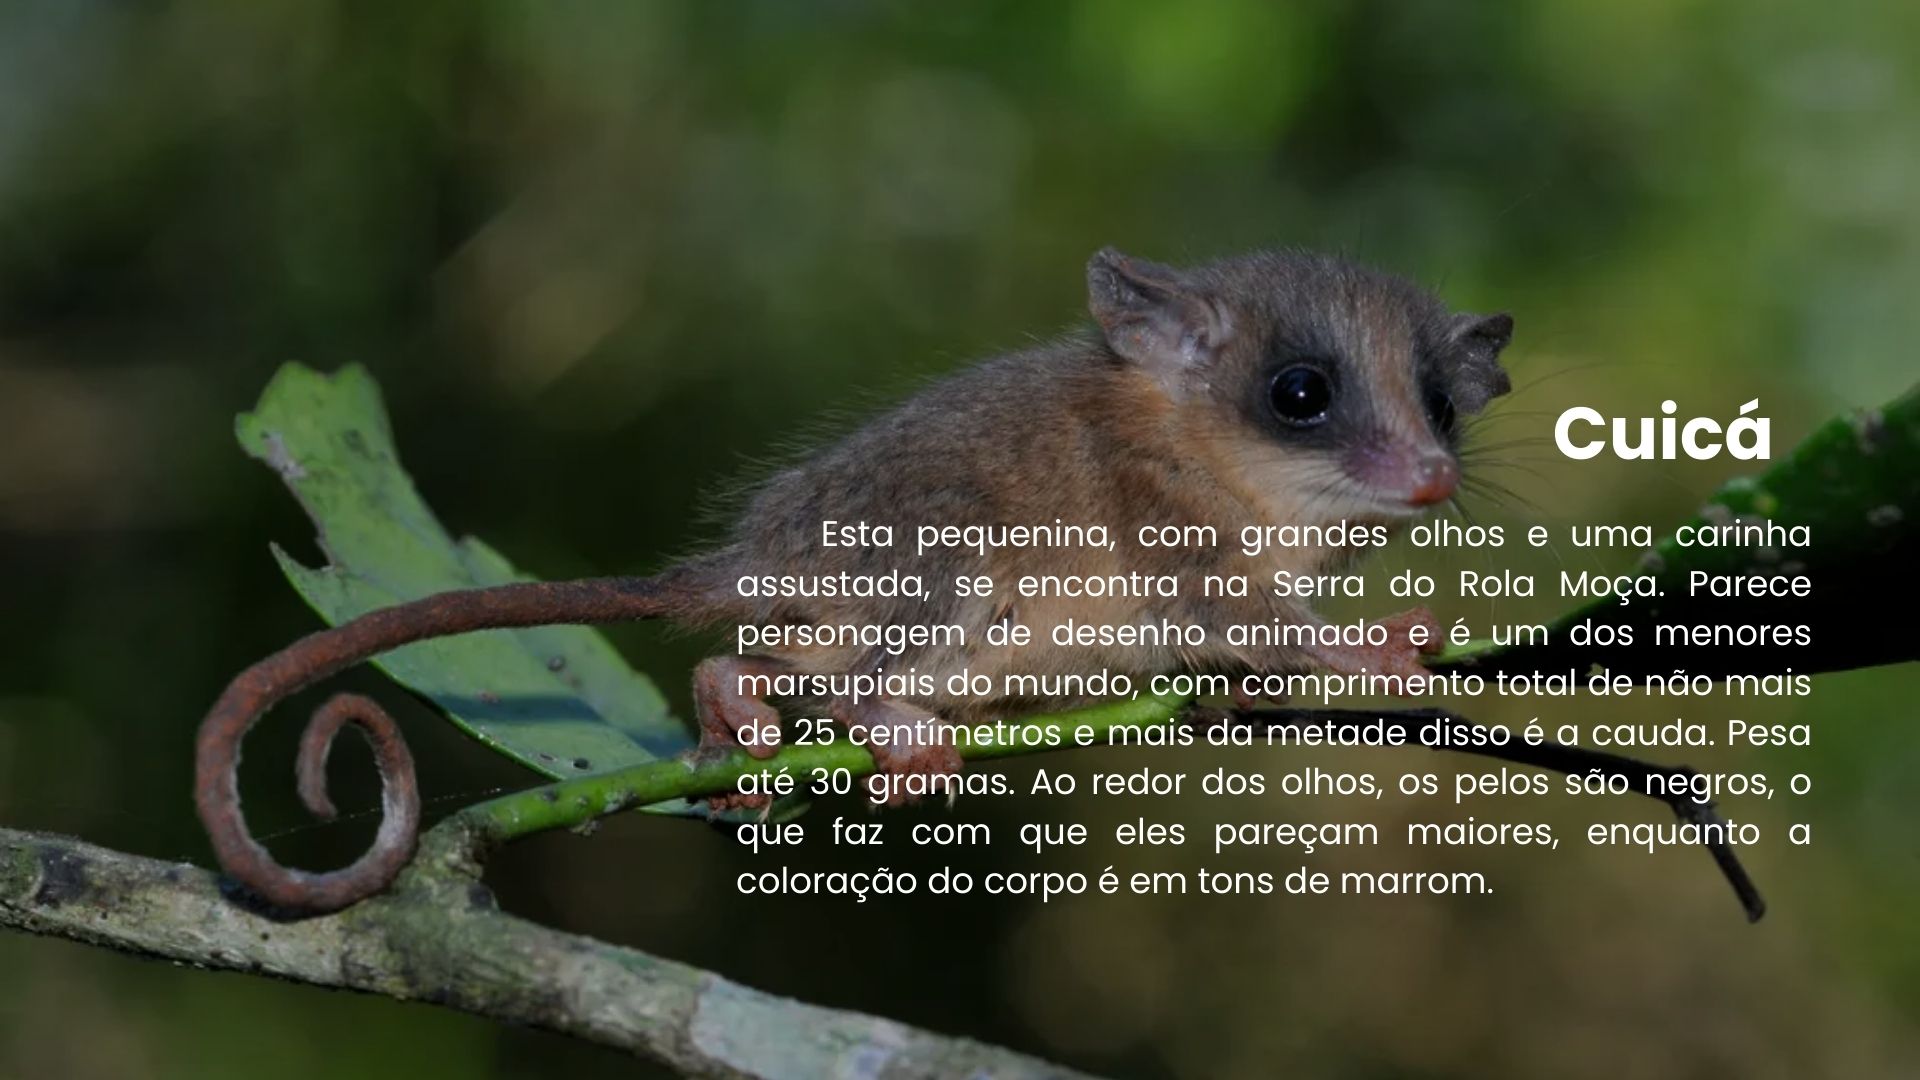 Cuicá
Esta pequenina, com grandes olhos e uma carinha
assustada, se encontra na Serra do Rola Moça. Parece
personagem de desenho animado e é um dos menores
marsupiais do mundo, com comprimento total de não mais
de 25 centímetros e mais da metade disso é a cauda. Pesa
até 30 gramas. Ao redor dos olhos, os pelos são negros, o
que faz com que eles pareçam maiores, enquanto a
coloração do corpo é em tons de marrom.